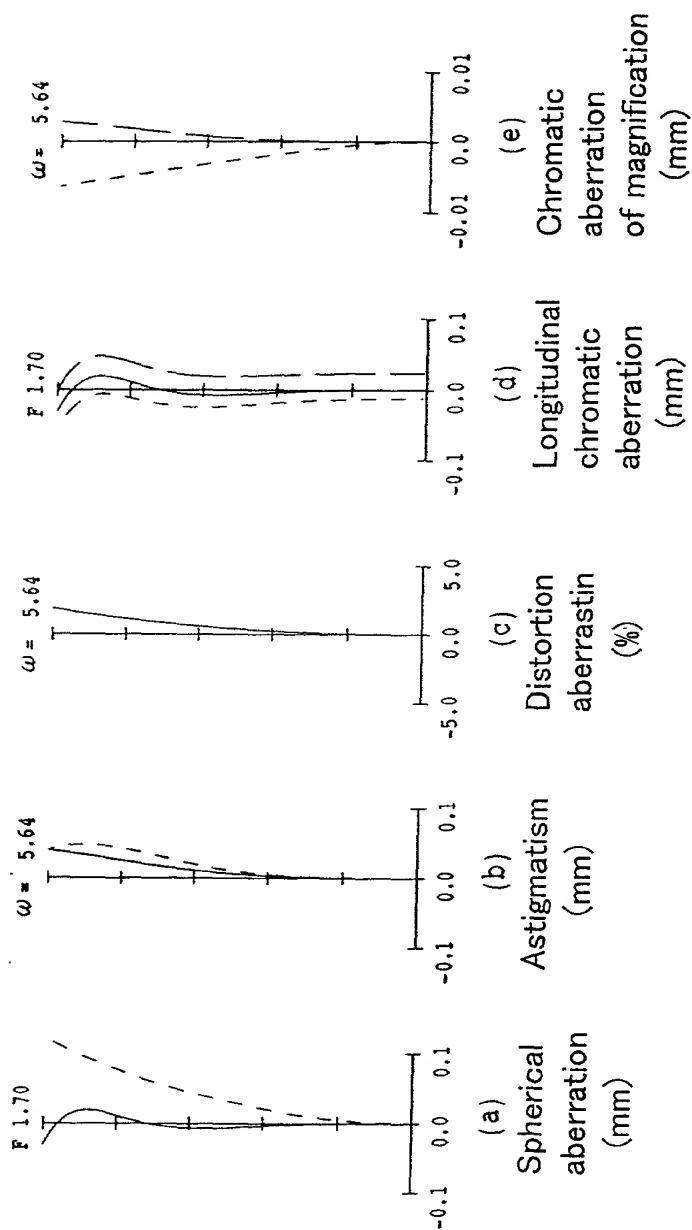 F 1.70
-0.1 0.0 0.1
(a)
Spherical
aberration
(mm)
ω= 5.64
-0.1 0.0 0.1
(b)
Astigmatism
(mm)
ω= 5.64
-5.0 0.0 5.0
(c)
Distortion
aberrastin
(%)
F 1.70
-0.1 0.0 0.1
(d)
Longitudinal
chromatic
aberration
(mm)
ω= 5.64
-0.01 0.0 0.01
(e)
Chromatic
aberration
of magnification
(mm)